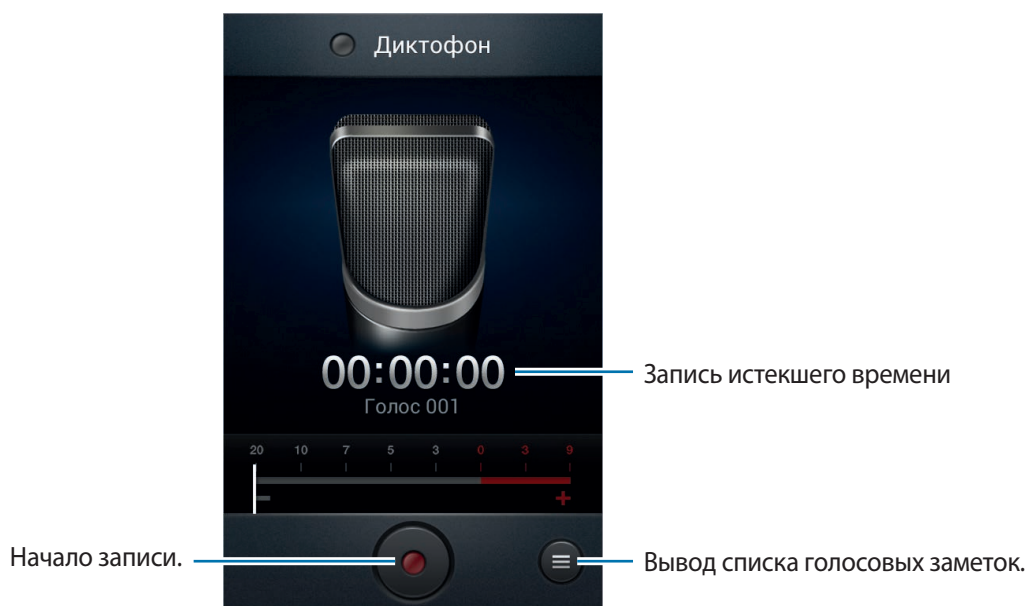 Диктофон
00:00:00
Запись истекшего времени
Голос 001
20 10 7 5 3 0 3 9
− +
Начало записи.
Вывод списка голосовых заметок.